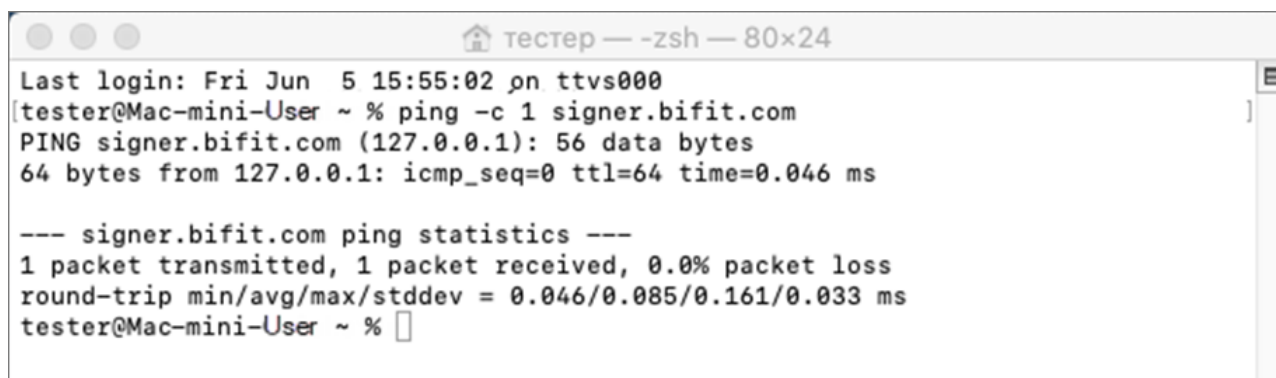 тестер — -zsh — 80×24
Last login: Fri Jun  5 15:55:02 on ttvs000
[tester@Mac-mini-User ~ % ping -c 1 signer.bifit.com ]
PING signer.bifit.com (127.0.0.1): 56 data bytes
64 bytes from 127.0.0.1: icmp_seq=0 ttl=64 time=0.046 ms
--- signer.bifit.com ping statistics ---
1 packet transmitted, 1 packet received, 0.0% packet loss
round-trip min/avg/max/stddev = 0.046/0.085/0.161/0.033 ms
tester@Mac-mini-User ~ %